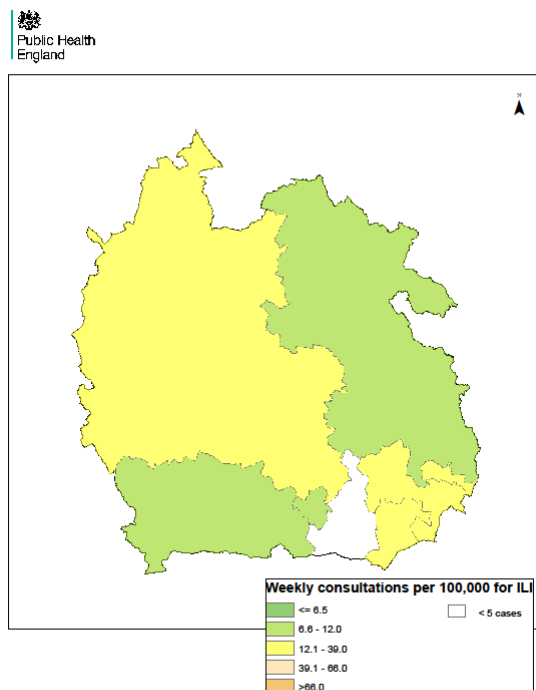 Public Health
England
N
Weekly consultations per 100,000 for ILI
<= 6.5
< 5 cases
6.6 - 12.0
12.1 - 39.0
39.1 - 66.0
>66.0